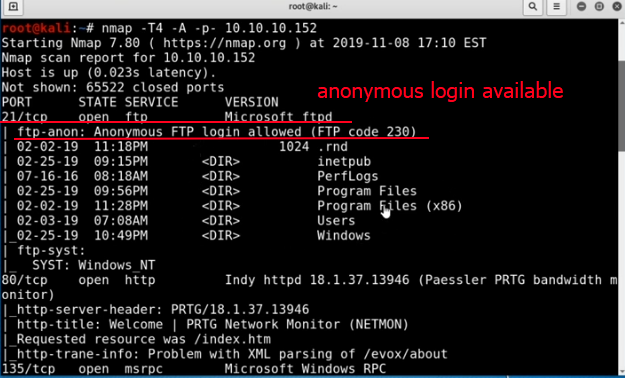 root@kali: ~
root@kali:~# nmap -T4 -A -p- 10.10.10.152
Starting Nmap 7.80 ( https://nmap.org ) at 2019-11-08 17:10 EST
Nmap scan report for 10.10.10.152
Host is up (0.023s latency).
Not shown: 65522 closed ports
anonymous login available
PORT STATE SERVICE VERSION
21/tcp open ftp Microsoft ftpd
| ftp-anon: Anonymous FTP login allowed (FTP code 230)
| 02-02-19 11:18PM 1024 .rnd
| 02-25-19 09:15PM <DIR> inetpub
| 07-16-16 08:18AM <DIR> PerfLogs
| 02-25-19 09:56PM <DIR> Program Files
| 02-02-19 11:28PM <DIR> Program Files (x86)
| 02-03-19 07:08AM <DIR> Users
|_02-25-19 10:49PM <DIR> Windows
| ftp-syst:
|_ SYST: Windows_NT
80/tcp open http Indy httpd 18.1.37.13946 (Paessler PRTG bandwidth m
onitor)
|_http-server-header: PRTG/18.1.37.13946
| http-title: Welcome | PRTG Network Monitor (NETMON)
|_Requested resource was /index.htm
|_http-trane-info: Problem with XML parsing of /evox/about
135/tcp open msrpc Microsoft Windows RPC